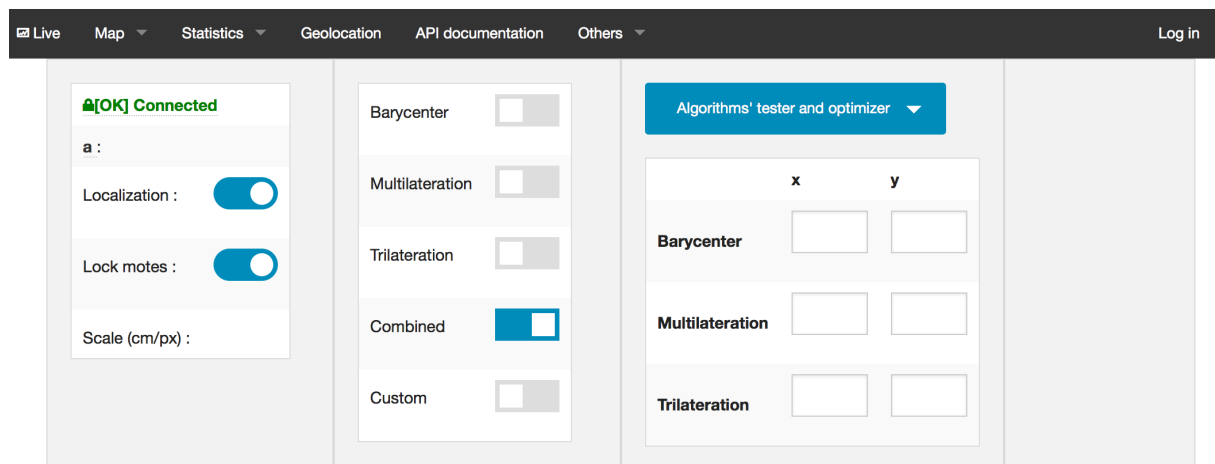 Live Map Statistics Geolocation API documentation Others Log in
[OK] Connected
a :
Localization :
Lock motes :
Scale (cm/px) :
Barycenter
Multilateration
Trilateration
Combined
Custom
Algorithms' tester and optimizer
x y
Barycenter
Multilateration
Trilateration